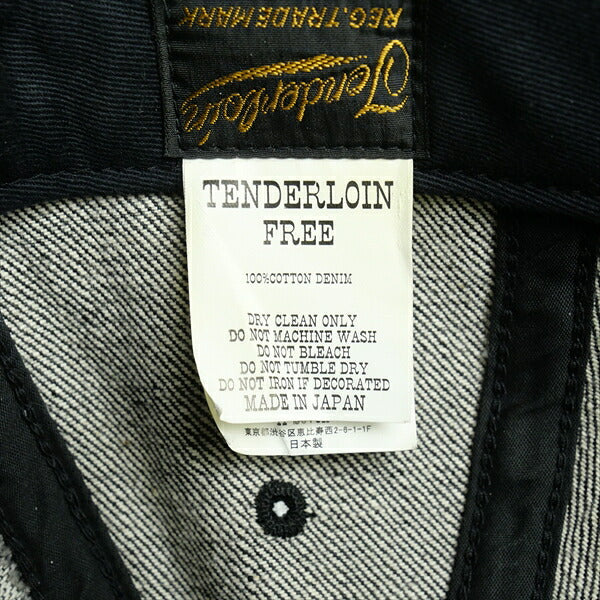 REG.TRADEMARK
Tenderloin
TENDERLOIN
FREE
100%COTTON DENIM
DRY CLEAN ONLY
DO NOT MACHINE WASH
DO NOT BLEACH
DO NOT TUMBLE DRY
DO NOT IRON IF DECORATED
MADE IN JAPAN
東京都渋谷区恵比寿西2-6-1-1F
日本製